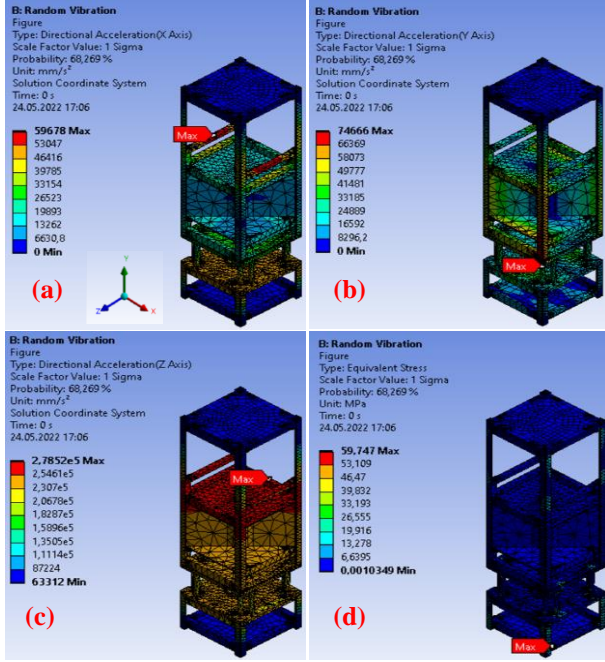 B: Random Vibration
Figure
Type: Directional Acceleration(X Axis)
Scale Factor Value: 1 Sigma
Probability: 68,269 %
Unit: mm/s²
Solution Coordinate System
Time: 0 s
24.05.2022 17:06
59678 Max
53047
46416
39785
33154
26523
19893
13262
6630,8
0 Min
Max
Y
Z
X
(a)
B: Random Vibration
Figure
Type: Directional Acceleration(Y Axis)
Scale Factor Value: 1 Sigma
Probability: 68,269 %
Unit: mm/s²
Solution Coordinate System
Time: 0 s
24.05.2022 17:06
74666 Max
66369
58073
49777
41481
33185
24889
16592
8296,2
0 Min
Max
(b)
B: Random Vibration
Figure
Type: Directional Acceleration(Z Axis)
Scale Factor Value: 1 Sigma
Probability: 68,269 %
Unit: mm/s²
Solution Coordinate System
Time: 0 s
24.05.2022 17:06
2,7852e5 Max
2,5461e5
2,307e5
2,0678e5
1,8287e5
1,5896e5
1,3505e5
1,1114e5
87224
63312 Min
Max
(c)
B: Random Vibration
Figure
Type: Equivalent Stress
Scale Factor Value: 1 Sigma
Probability: 68,269 %
Unit: MPa
Time: 0 s
24.05.2022 17:06
59,747 Max
53,109
46,47
39,832
33,193
26,555
19,916
13,278
6,6395
0,0010349 Min
Max
(d)